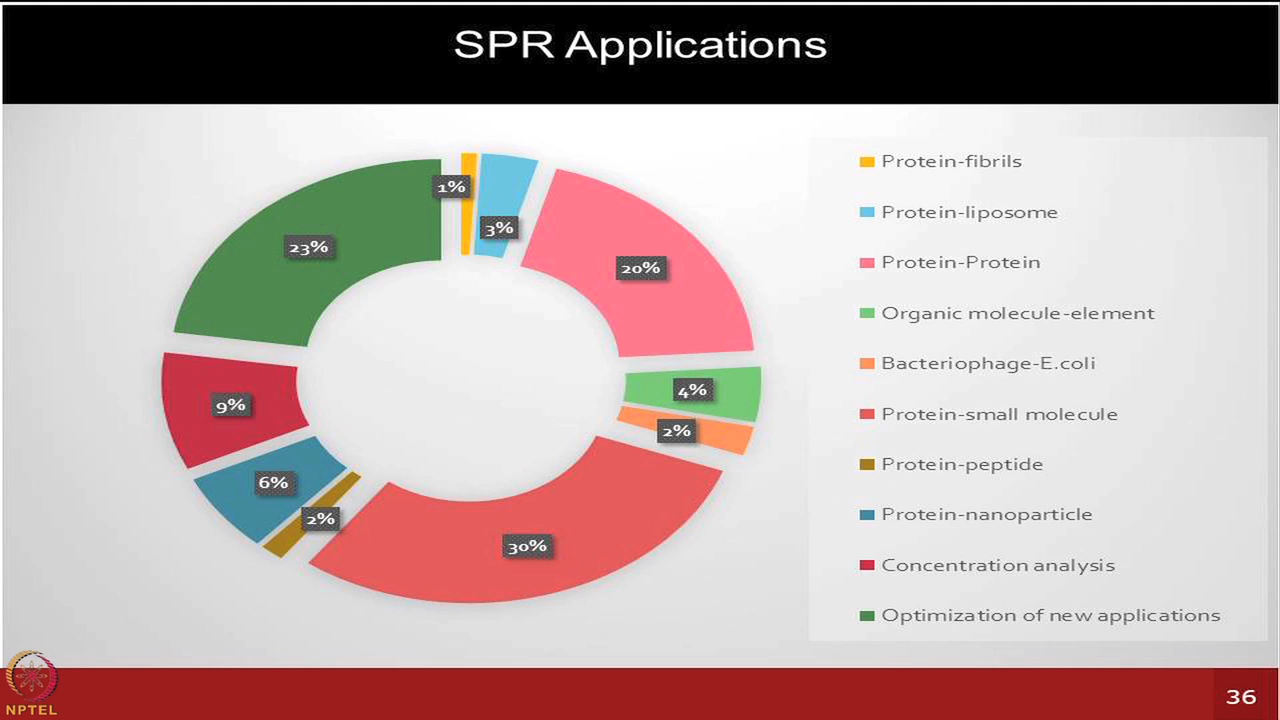 SPR Applications
1%
3%
20%
23%
4%
2%
9%
6%
2%
30%
Protein-fibrils
Protein-liposome
Protein-Protein
Organic molecule-element
Bacteriophage-E.coli
Protein-small molecule
Protein-peptide
Protein-nanoparticle
Concentration analysis
Optimization of new applications
NPTEL
36